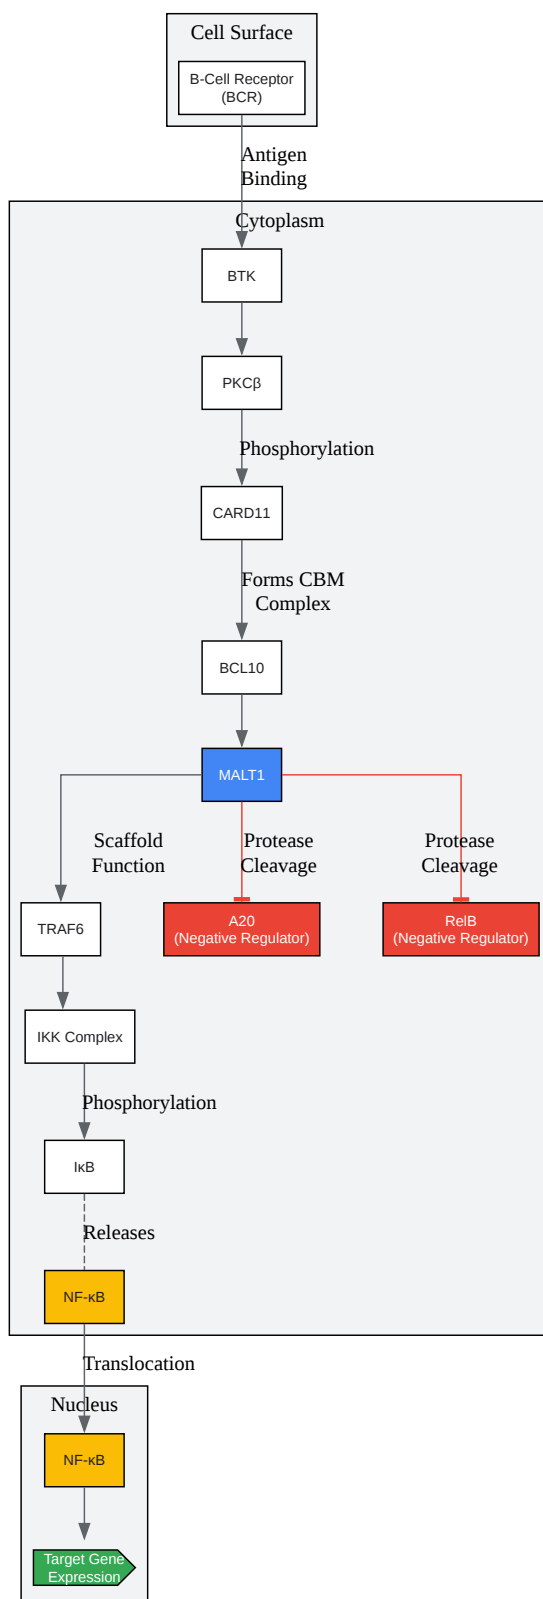 Cell Surface
B-Cell Receptor
(BCR)
Antigen
Binding
Cytoplasm
BTK
PKCβ
Phosphorylation
CARD11
Forms CBM
Complex
BCL10
MALT1
Scaffold
Function
Protease
Cleavage
Protease
Cleavage
TRAF6
A20
(Negative Regulator)
RelB
(Negative Regulator)
IKK Complex
Phosphorylation
IκB
Releases
NF-κB
Translocation
Nucleus
NF-κB
Target Gene
Expression